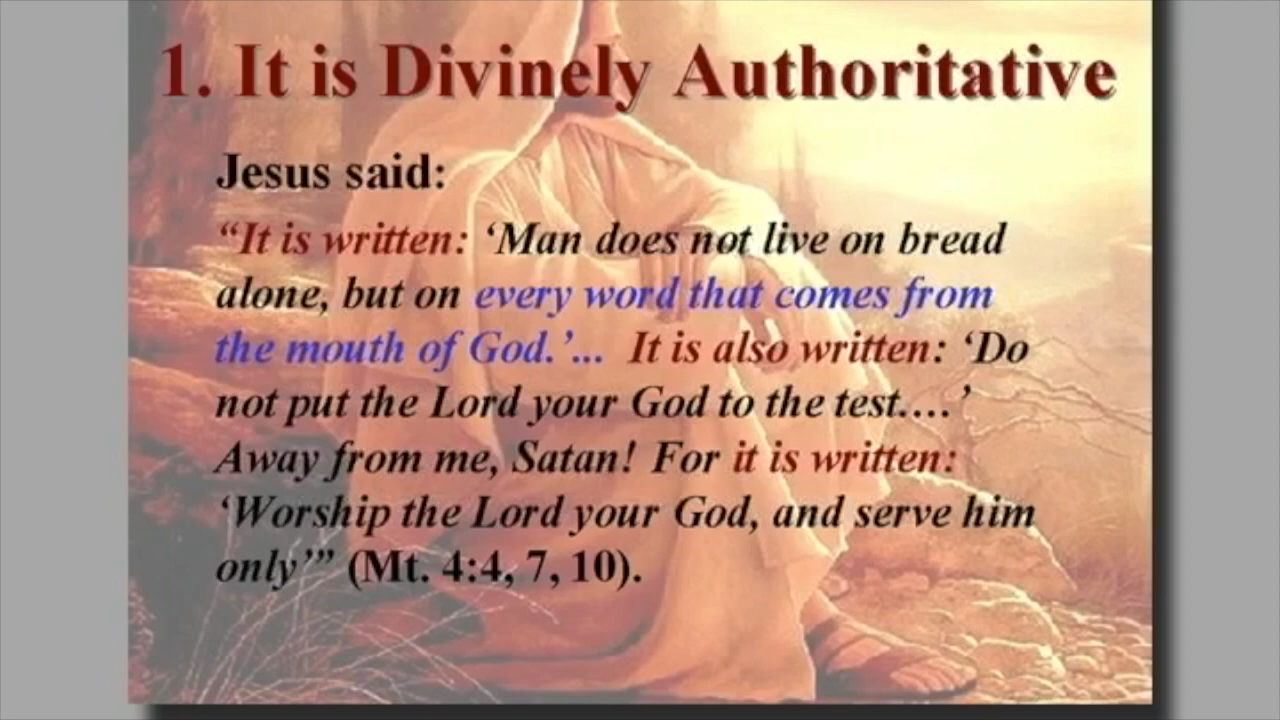 1. It is Divinely Authoritative
Jesus said:
“It is written: ‘Man does not live on bread
alone, but on every word that comes from
the mouth of God.’... It is also written: ‘Do
not put the Lord your God to the test.…’
Away from me, Satan! For it is written:
‘Worship the Lord your God, and serve him
only’” (Mt. 4:4, 7, 10).